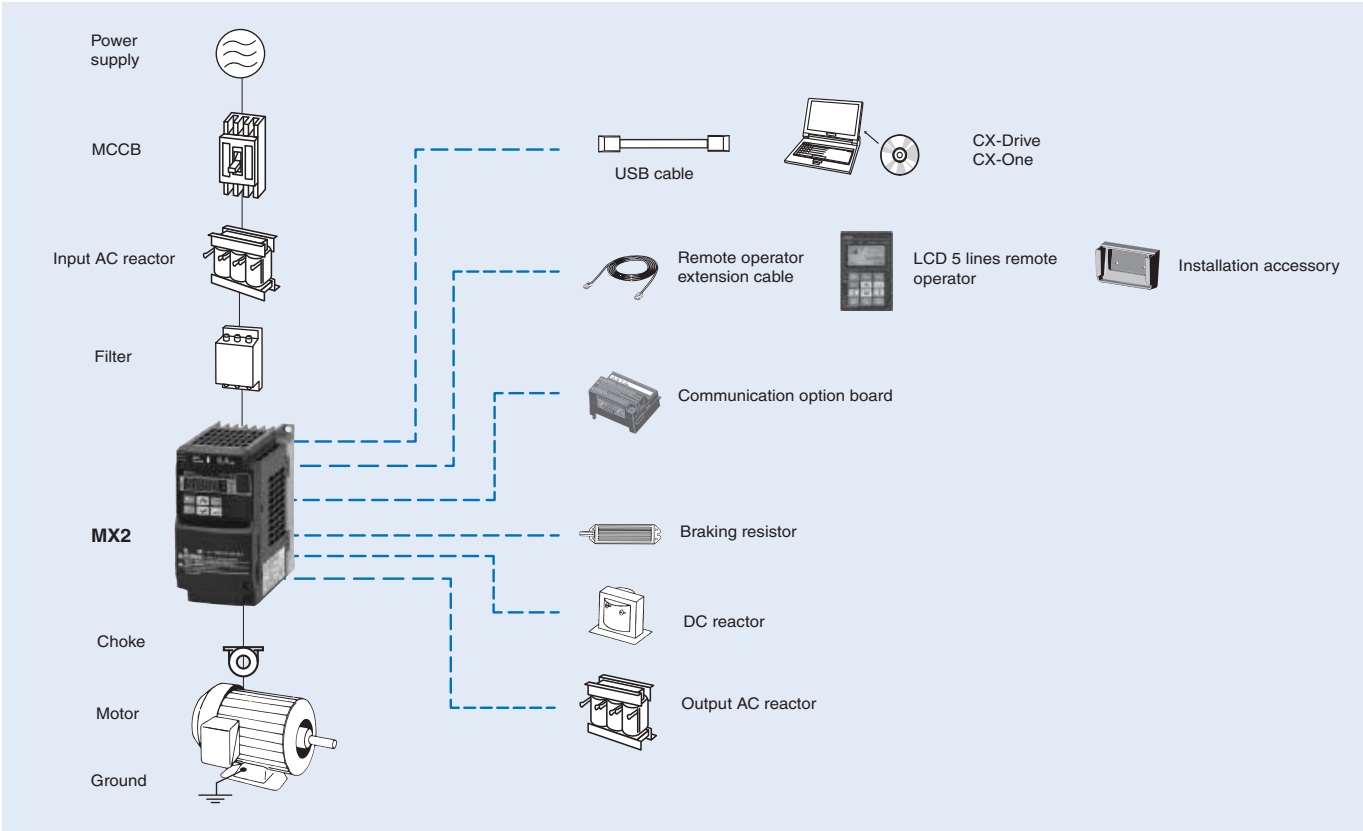 Power
supply
MCCB
USB cable
CX-Drive
CX-One
Input AC reactor
Remote operator
extension cable
LCD 5 lines remote
operator
Installation accessory
Filter
Communication option board
MX2
Braking resistor
DC reactor
Choke
Motor
Output AC reactor
Ground